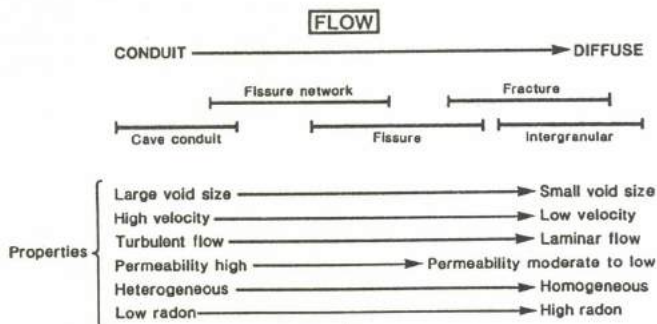 FLOW
CONDUIT DIFFUSE
Fissure network Fracture
Cave conduit Fissure Intergranular
Large void size Small void size
High velocity Low velocity
Turbulent flow Laminar flow
Properties Permeability high Permeability moderate to low
Heterogeneous Homogeneous
Low radon High radon